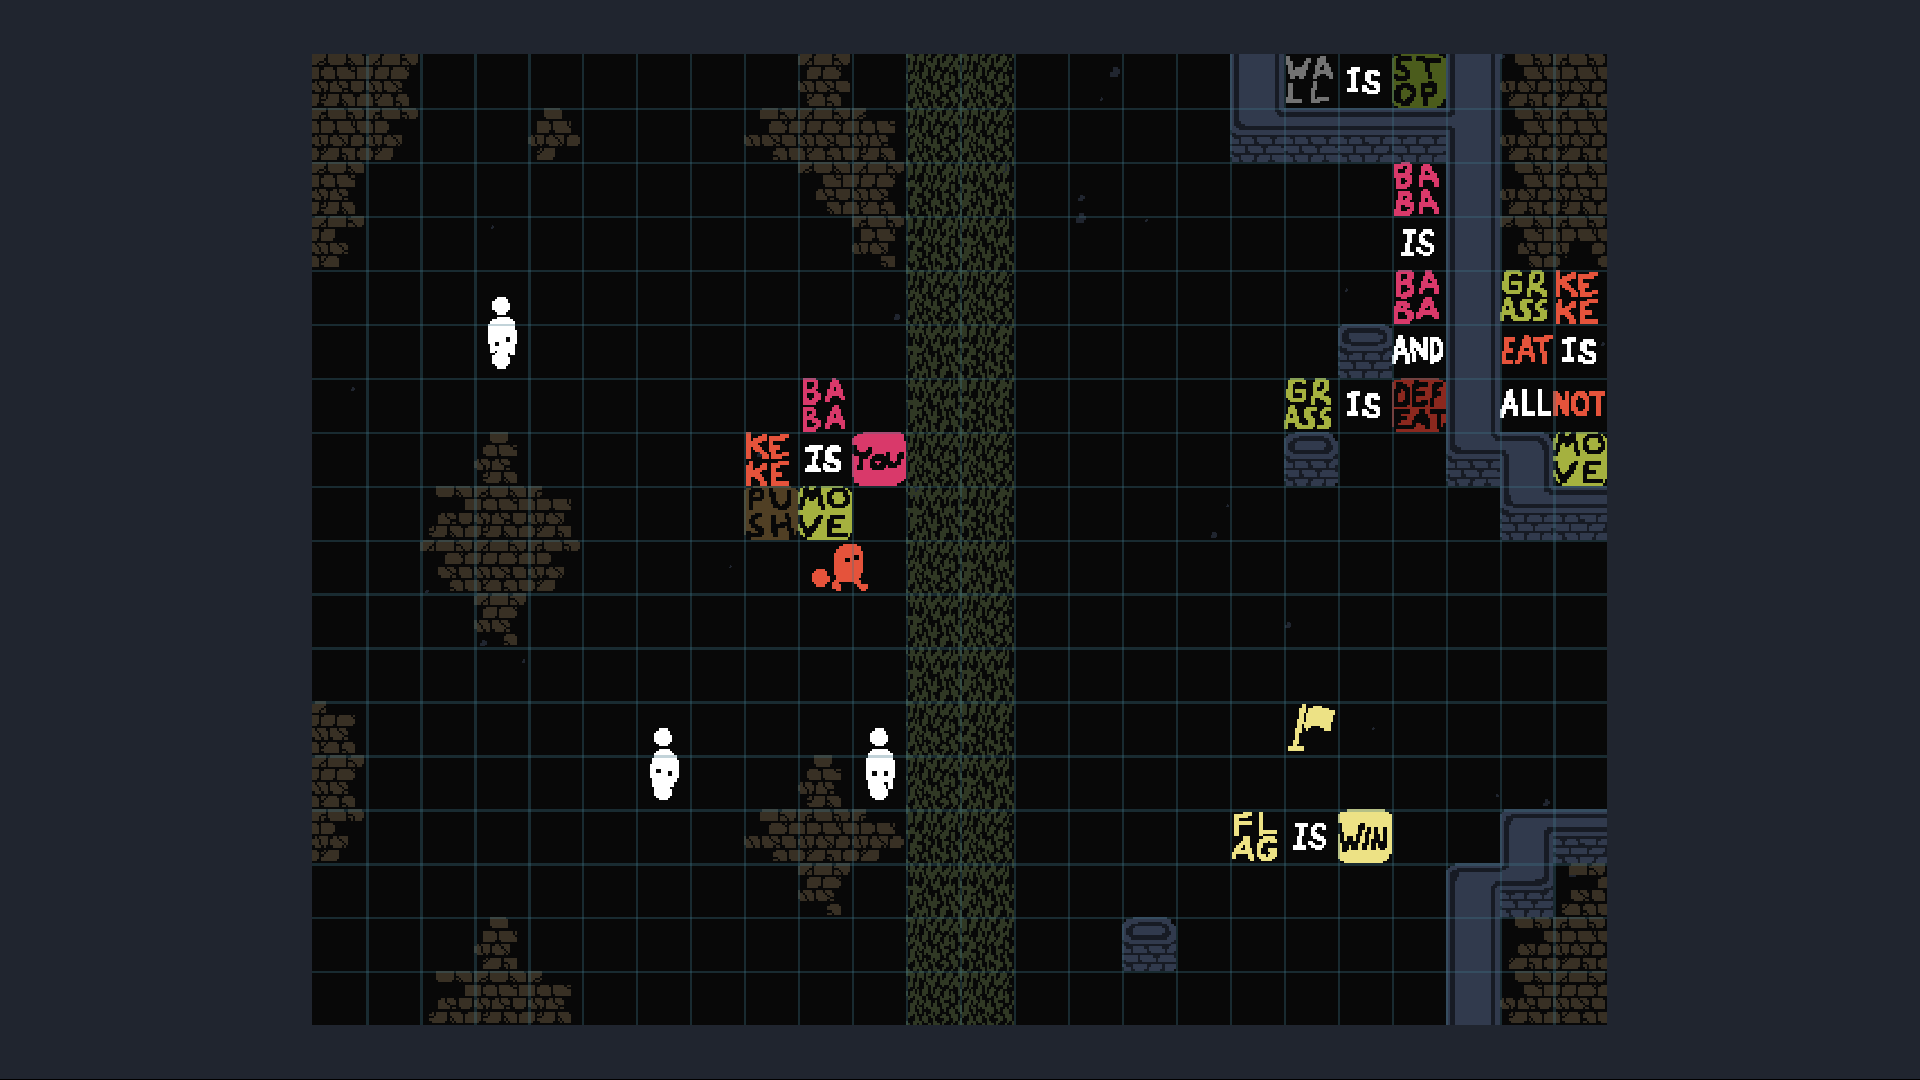 WALL IS STOP
BABA
IS
BABA
GRASS KEKE
AND
EAT IS
BABA
GRASS IS DEFEAT
ALL NOT
KEKE IS YOU
MOVE
PUSH MOVE
FLAG IS WIN